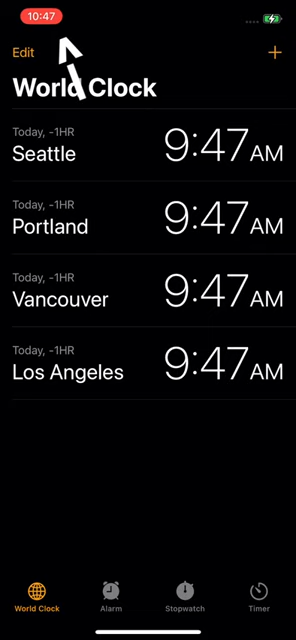 10:47
Edit
+
World Clock
Today, -1HR
Seattle
9:47AM
Today, -1HR
Portland
9:47AM
Today, -1HR
Vancouver
9:47AM
Today, -1HR
Los Angeles
9:47AM
World Clock
Alarm
Stopwatch
Timer